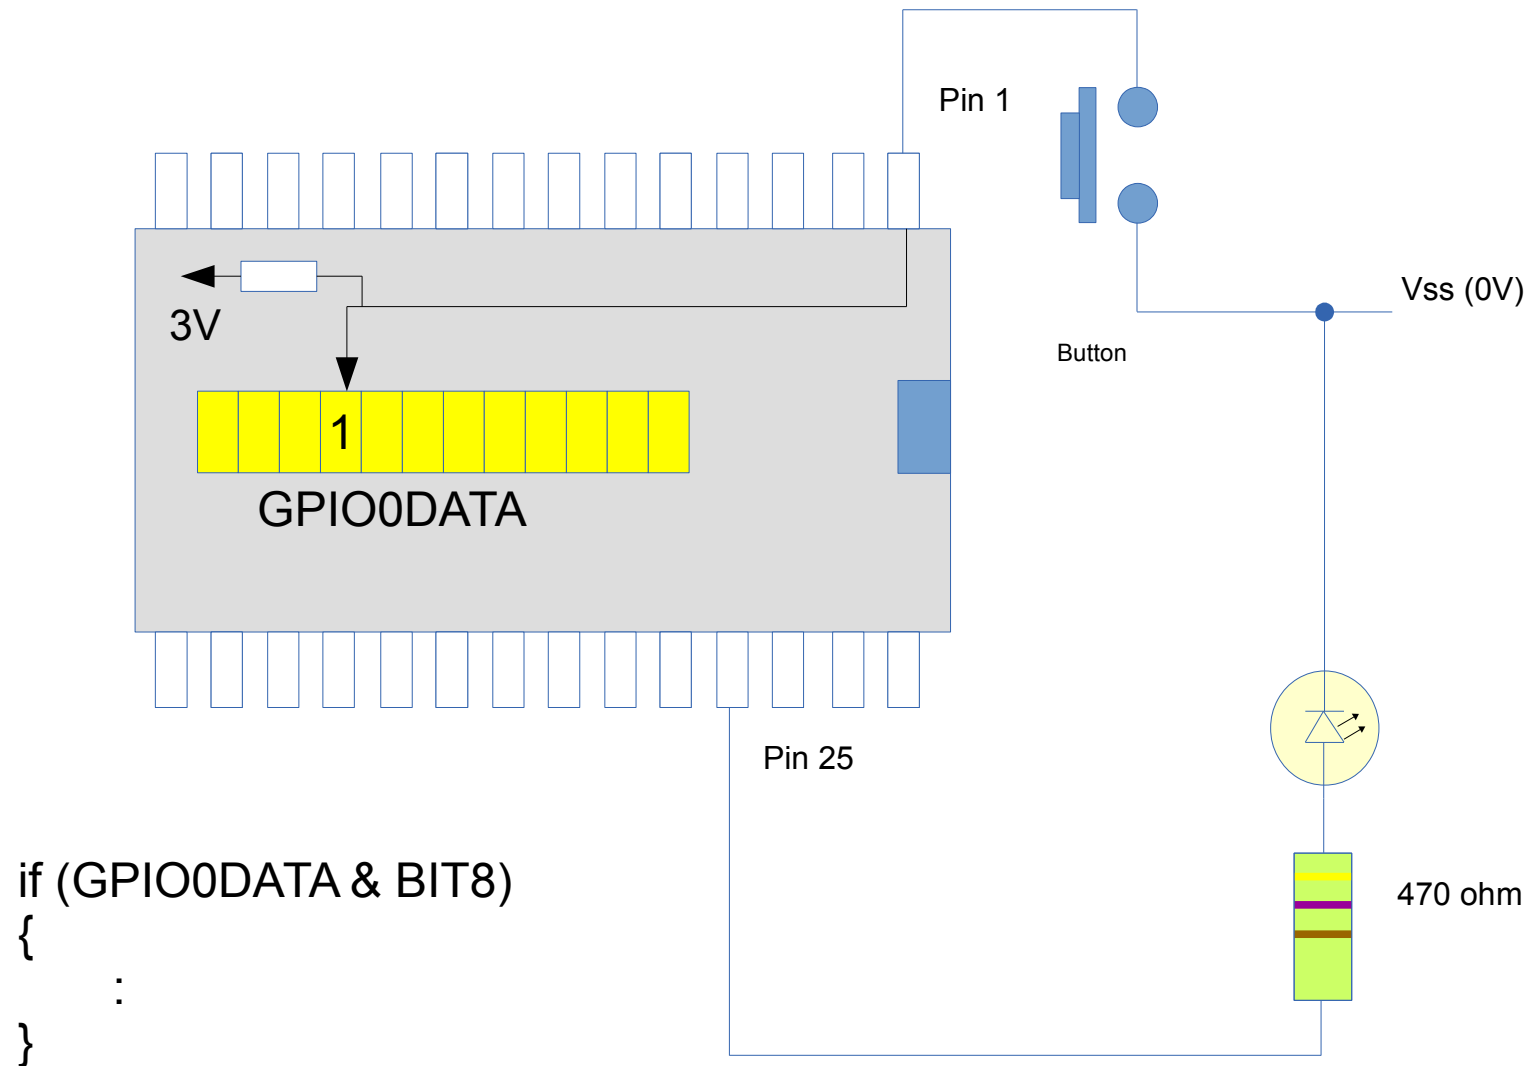 Pin 1
Vss (0V)
3V
Button
1
GPIO0DATA
Pin 25
if (GPIO0DATA & BIT8)
{
:
}
470 ohm